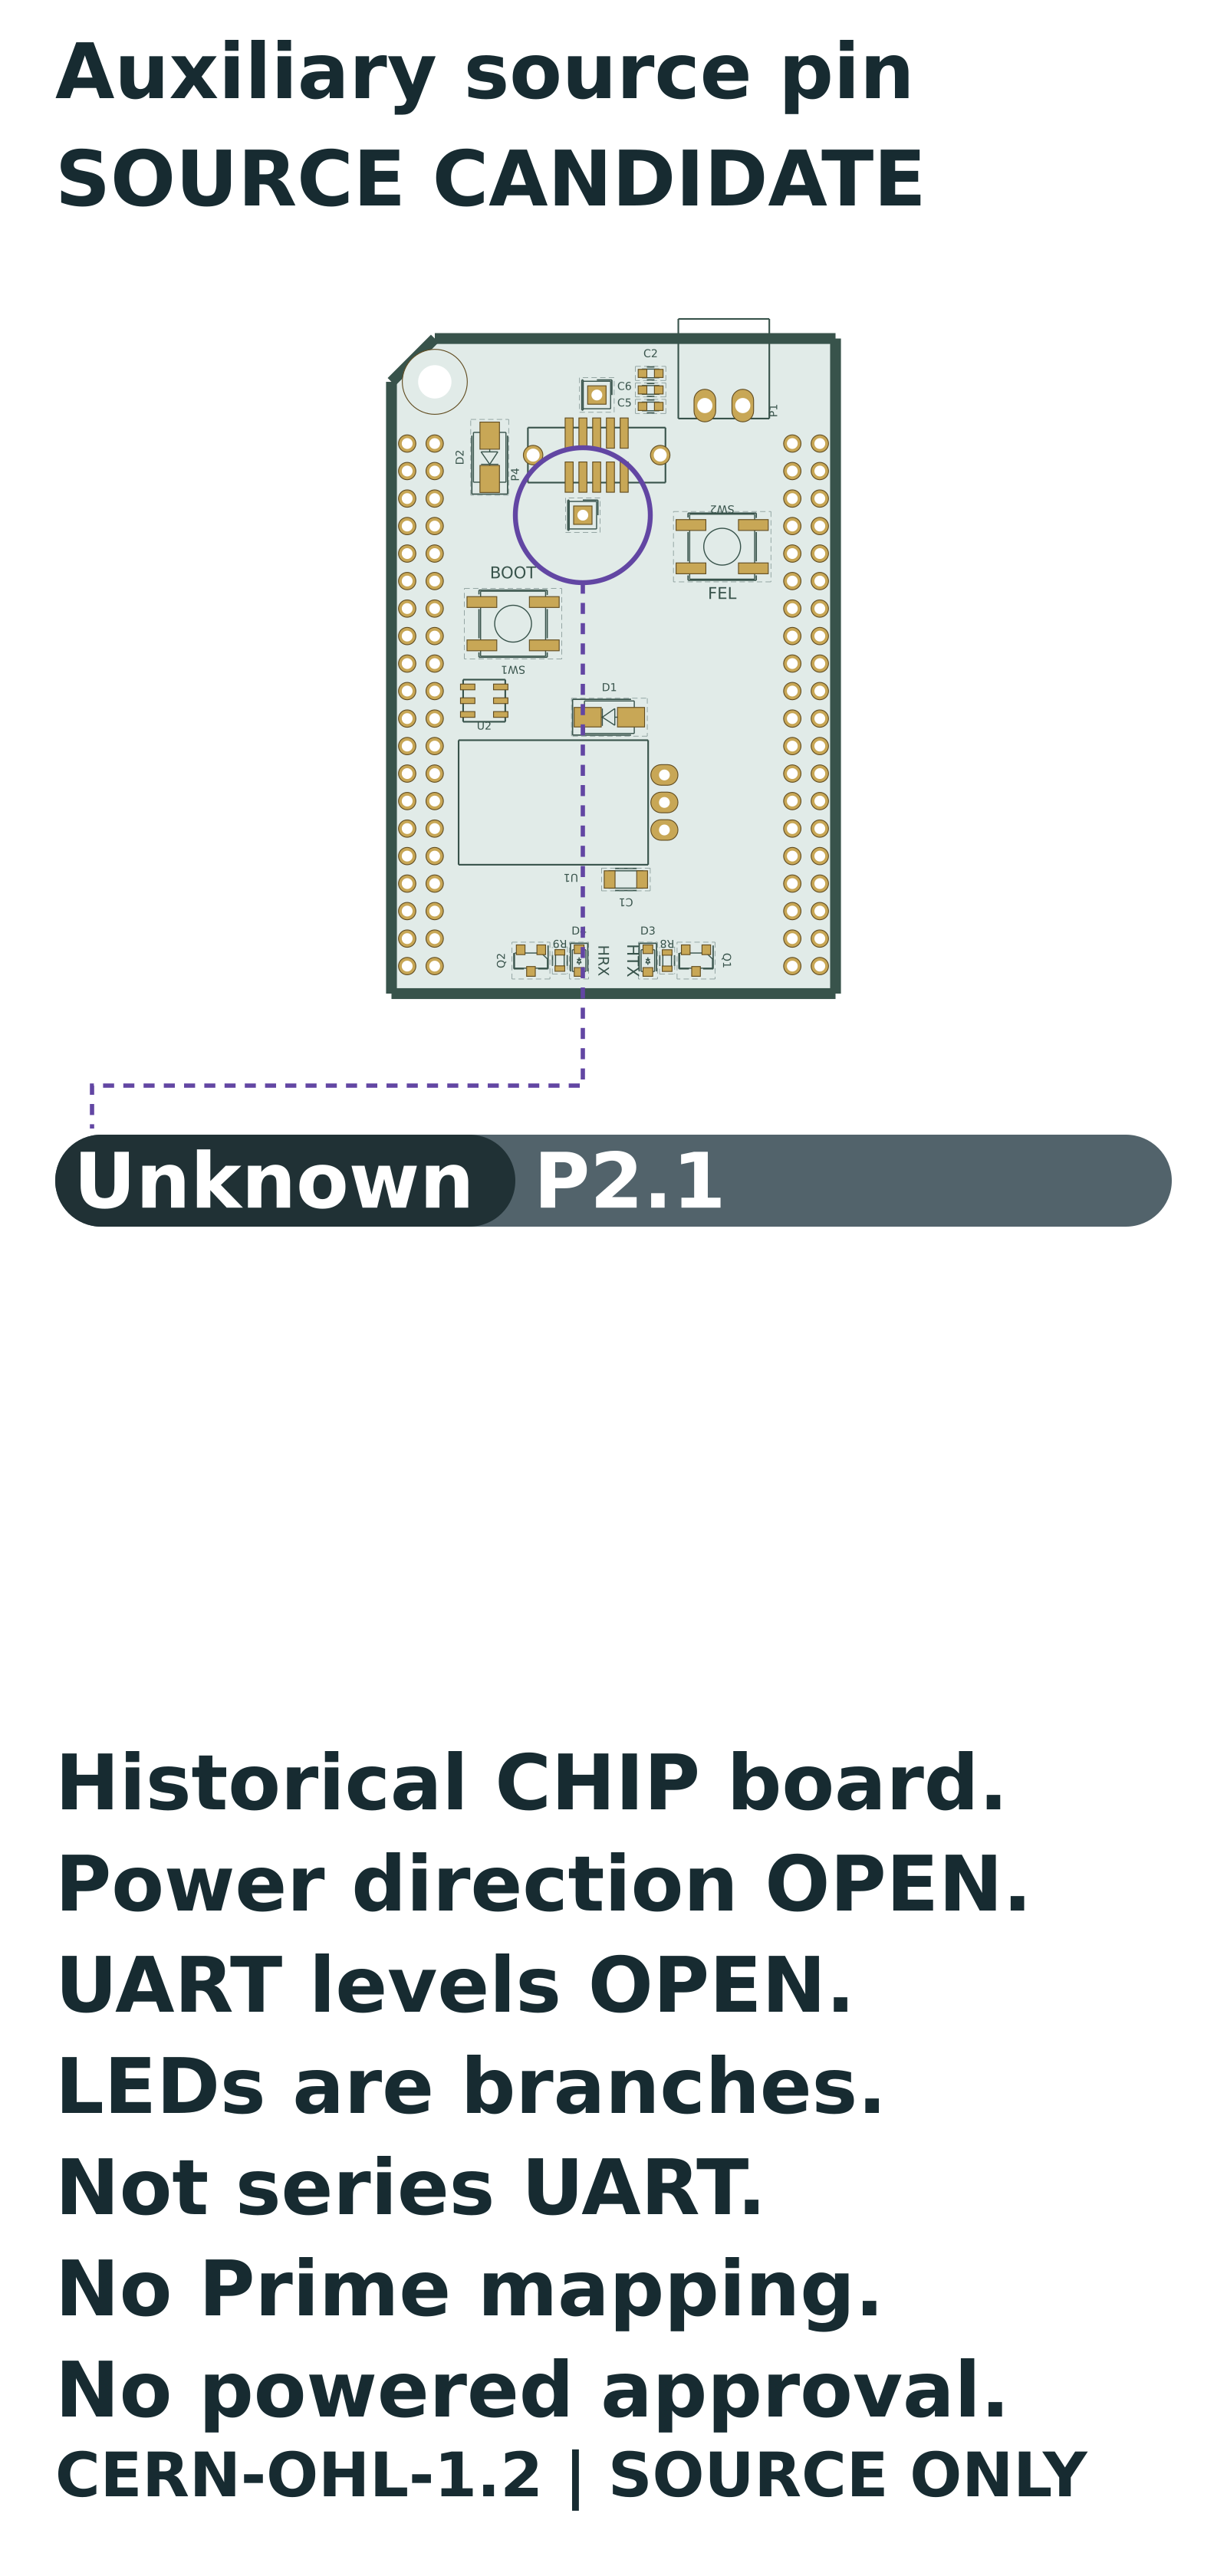 Auxiliary source pin
SOURCE CANDIDATE
C2
C6
C5
P1
D2
P4
SW2
BOOT
FEL
SW1
D1
U2
U1
C1
D3
R9
R8
Q2
HRX
HTX
Q1
Unknown P2.1
Historical CHIP board.
Power direction OPEN.
UART levels OPEN.
LEDs are branches.
Not series UART.
No Prime mapping.
No powered approval.
CERN-OHL-1.2 | SOURCE ONLY